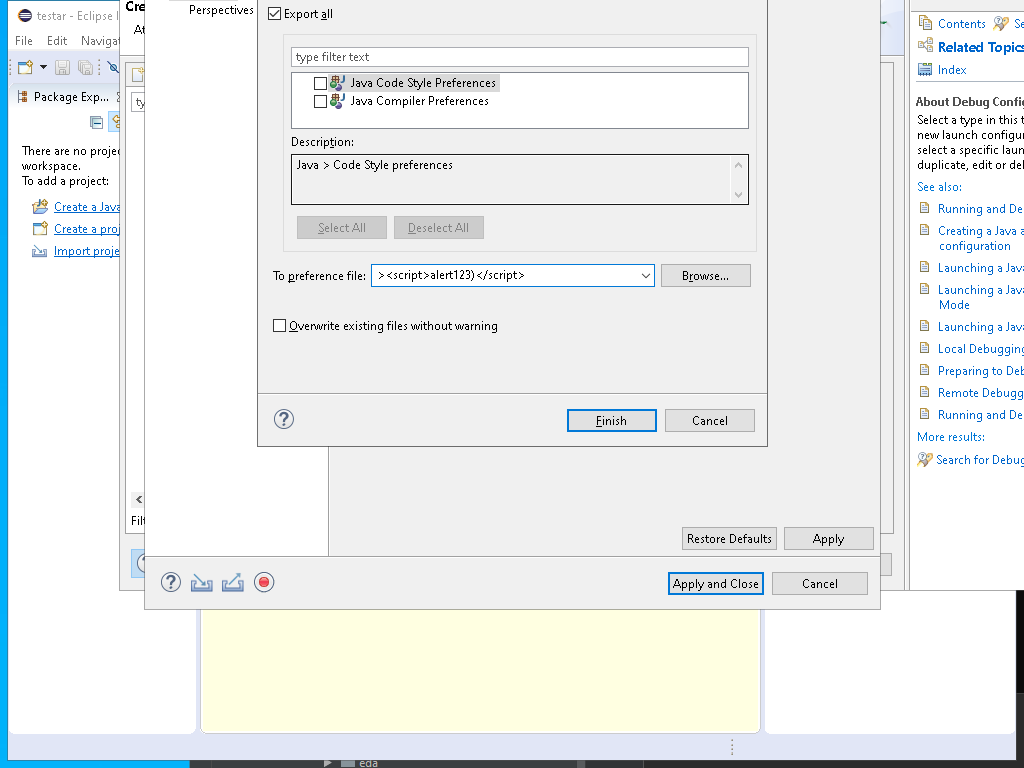 testar - Eclipse I
File Edit Navigat
Package Exp...
There are no projec
workspace.
To add a project:
Create a Java
Create a proj
Import proje
Cre
At
ty
Filt
Perspectives
Export all
type filter text
Java Code Style Preferences
Java Compiler Preferences
Description:
Java > Code Style preferences
Select All Deselect All
To preference file: ><script>alert123)</script> Browse...
Overwrite existing files without warning
Finish Cancel
Restore Defaults Apply
Apply and Close Cancel
Contents Se
Related Topics
Index
About Debug Config
Select a type in this t
new launch configur
select a specific laun
duplicate, edit or del
See also:
Running and De
Creating a Java a
configuration
Launching a Java
Launching a Java
Mode
Launching a Java
Local Debugging
Preparing to Deb
Remote Debugg
Running and De
More results:
Search for Debug
eda